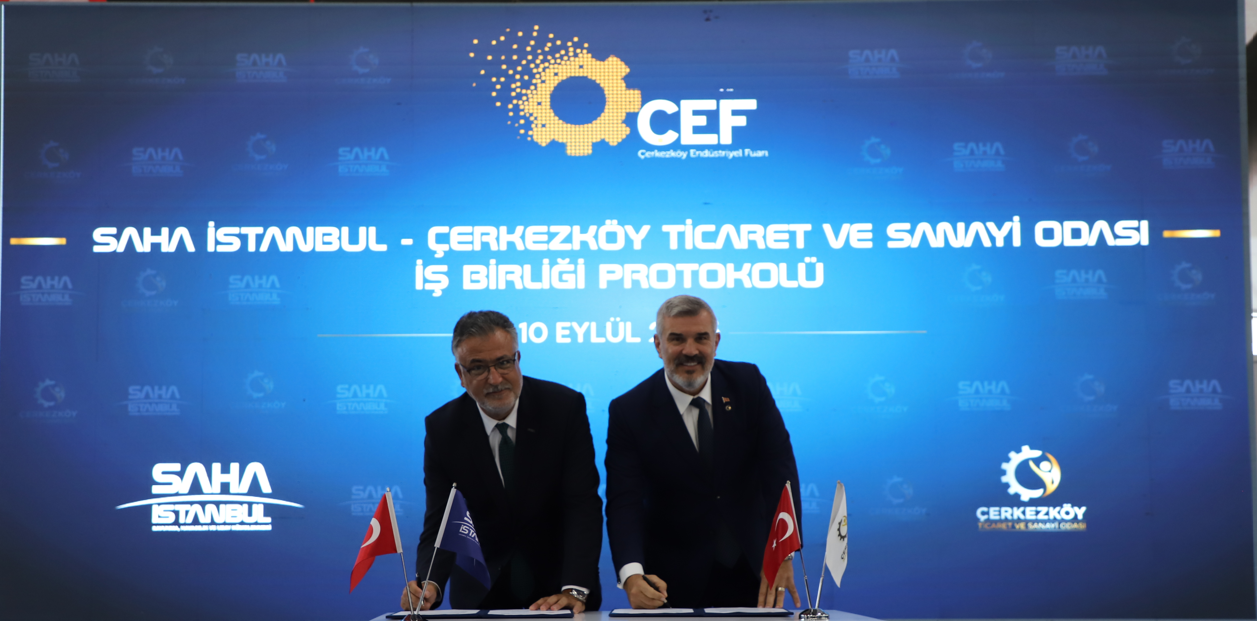 CEF
Çerkezköy Endüstriyel Fuarı
SAHA İSTANBUL - ÇERKEZKÖY TİCARET VE SANAYİ ODASI
İŞ BİRLİĞİ PROTOKOLÜ
10 EYLÜL
SAHA
İSTANBUL
ÇERKEZKÖY
TİCARET VE SANAYİ ODASI